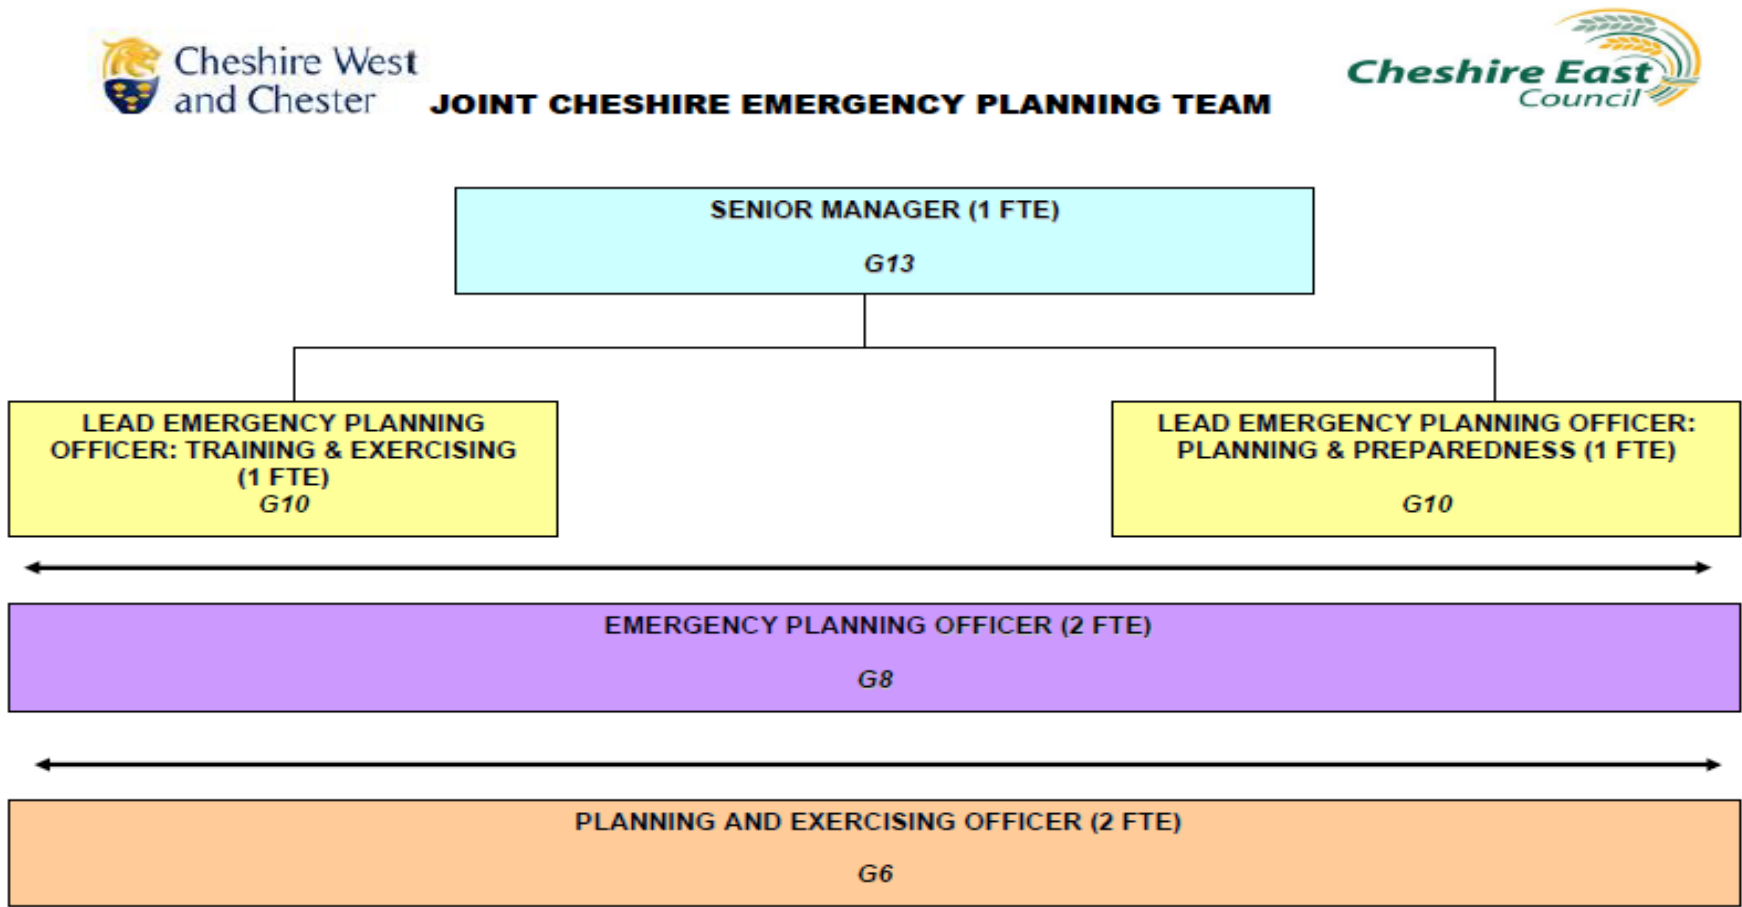 Cheshire West
and Chester
JOINT CHESHIRE EMERGENCY PLANNING TEAM
Cheshire East
Council
SENIOR MANAGER (1 FTE)
G13
LEAD EMERGENCY PLANNING
OFFICER: TRAINING & EXERCISING
(1 FTE)
G10
LEAD EMERGENCY PLANNING OFFICER:
PLANNING & PREPAREDNESS (1 FTE)
G10
EMERGENCY PLANNING OFFICER (2 FTE)
G8
PLANNING AND EXERCISING OFFICER (2 FTE)
G6